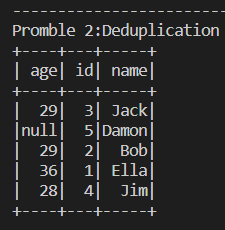 -------------------------
Promble 2:Deduplication
+----+---+-----+
| age| id| name|
+----+---+-----+
|  29|  3| Jack|
|null|  5|Damon|
|  29|  2|  Bob|
|  36|  1| Ella|
|  28|  4|  Jim|
+----+---+-----+